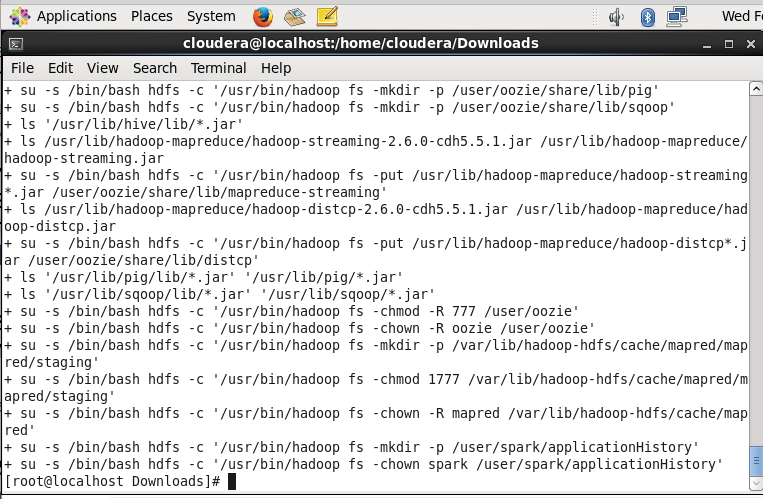 Applications Places System Wed Fe
cloudera@localhost:/home/cloudera/Downloads
File Edit View Search Terminal Help
+ su -s /bin/bash hdfs -c '/usr/bin/hadoop fs -mkdir -p /user/oozie/share/lib/pig'
+ su -s /bin/bash hdfs -c '/usr/bin/hadoop fs -mkdir -p /user/oozie/share/lib/sqoop'
+ ls '/usr/lib/hive/lib/*.jar'
+ ls /usr/lib/hadoop-mapreduce/hadoop-streaming-2.6.0-cdh5.5.1.jar /usr/lib/hadoop-mapreduce/
hadoop-streaming.jar
+ su -s /bin/bash hdfs -c '/usr/bin/hadoop fs -put /usr/lib/hadoop-mapreduce/hadoop-streaming
*.jar /user/oozie/share/lib/mapreduce-streaming'
+ ls /usr/lib/hadoop-mapreduce/hadoop-distcp-2.6.0-cdh5.5.1.jar /usr/lib/hadoop-mapreduce/had
oop-distcp.jar
+ su -s /bin/bash hdfs -c '/usr/bin/hadoop fs -put /usr/lib/hadoop-mapreduce/hadoop-distcp*.j
ar /user/oozie/share/lib/distcp'
+ ls '/usr/lib/pig/lib/*.jar' '/usr/lib/pig/*.jar'
+ ls '/usr/lib/sqoop/lib/*.jar' '/usr/lib/sqoop/*.jar'
+ su -s /bin/bash hdfs -c '/usr/bin/hadoop fs -chmod -R 777 /user/oozie'
+ su -s /bin/bash hdfs -c '/usr/bin/hadoop fs -chown -R oozie /user/oozie'
+ su -s /bin/bash hdfs -c '/usr/bin/hadoop fs -mkdir -p /var/lib/hadoop-hdfs/cache/mapred/map
red/staging'
+ su -s /bin/bash hdfs -c '/usr/bin/hadoop fs -chmod 1777 /var/lib/hadoop-hdfs/cache/mapred/m
apred/staging'
+ su -s /bin/bash hdfs -c '/usr/bin/hadoop fs -chown -R mapred /var/lib/hadoop-hdfs/cache/map
red'
+ su -s /bin/bash hdfs -c '/usr/bin/hadoop fs -mkdir -p /user/spark/applicationHistory'
+ su -s /bin/bash hdfs -c '/usr/bin/hadoop fs -chown spark /user/spark/applicationHistory'
[root@localhost Downloads]#